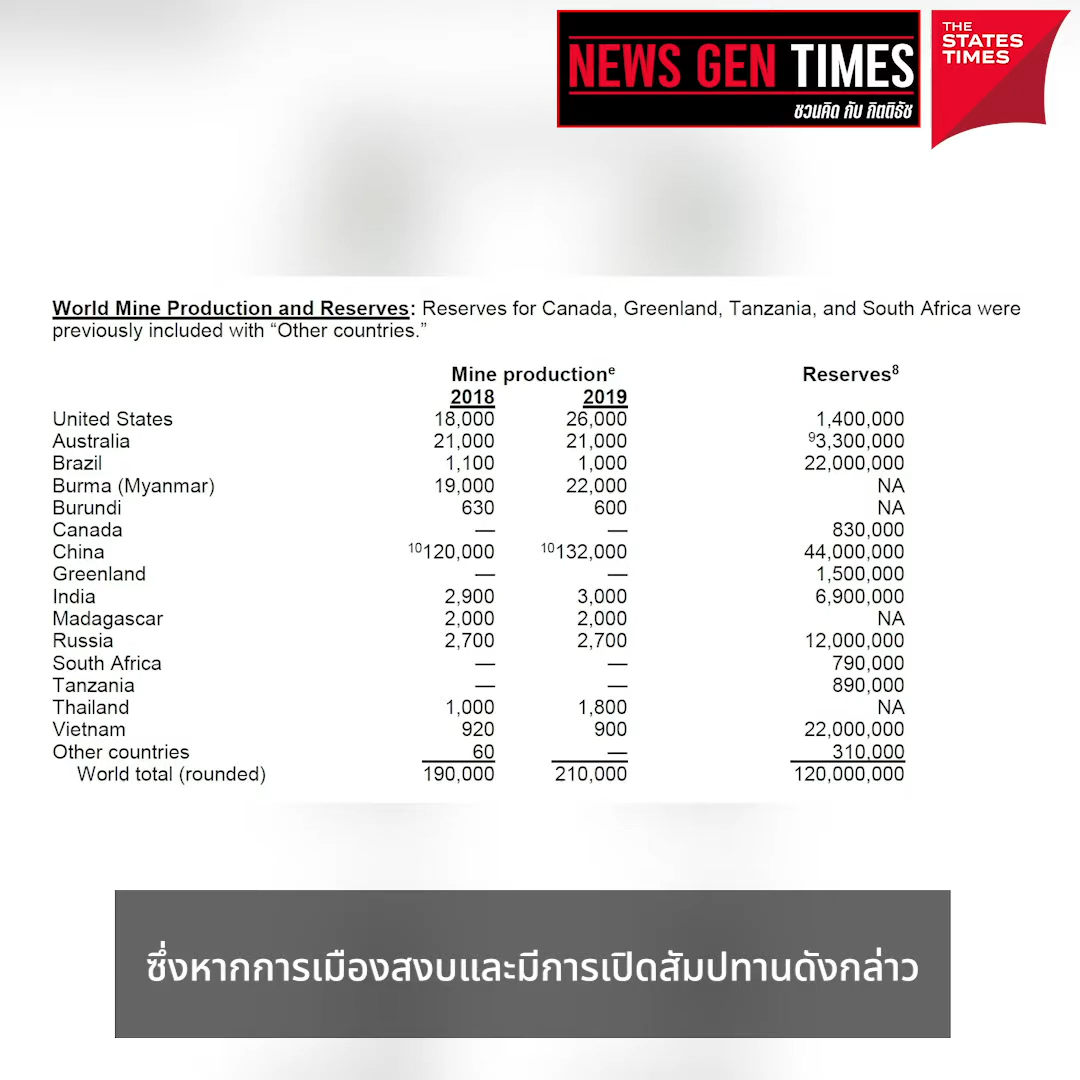 NEWS GEN TIMES
ชวนคิด กับ กิตติธัช
THE
STATES
TIMES
World Mine Production and Reserves: Reserves for Canada, Greenland, Tanzania, and South Africa were
previously included with “Other countries.”
Mine productionᵉ Reserves⁸
2018 2019
United States 18,000 26,000 1,400,000
Australia 21,000 21,000 ⁹3,300,000
Brazil 1,100 1,000 22,000,000
Burma (Myanmar) 19,000 22,000 NA
Burundi 630 600 NA
Canada — — 830,000
China ¹⁰120,000 ¹⁰132,000 44,000,000
Greenland — — 1,500,000
India 2,900 3,000 6,900,000
Madagascar 2,000 2,000 NA
Russia 2,700 2,700 12,000,000
South Africa — — 790,000
Tanzania — — 890,000
Thailand 1,000 1,800 NA
Vietnam 920 900 22,000,000
Other countries 60 — 310,000
World total (rounded) 190,000 210,000 120,000,000
ซึ่งหากการเมืองสงบและมีการเปิดสัมปทานดังกล่าว